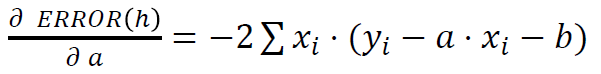 ∂ ERROR(h) / ∂ a = −2 ∑ xᵢ · (yᵢ − a · xᵢ − b)